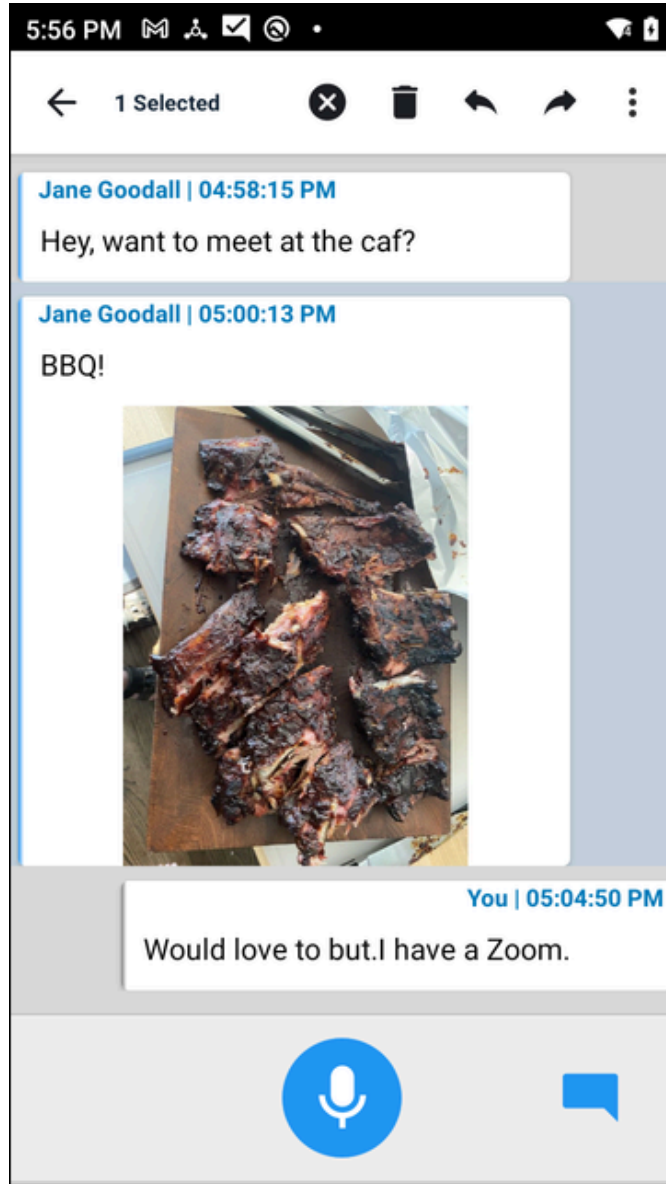 5:56 PM
1 Selected
Jane Goodall | 04:58:15 PM
Hey, want to meet at the caf?
Jane Goodall | 05:00:13 PM
BBQ!
You | 05:04:50 PM
Would love to but.I have a Zoom.